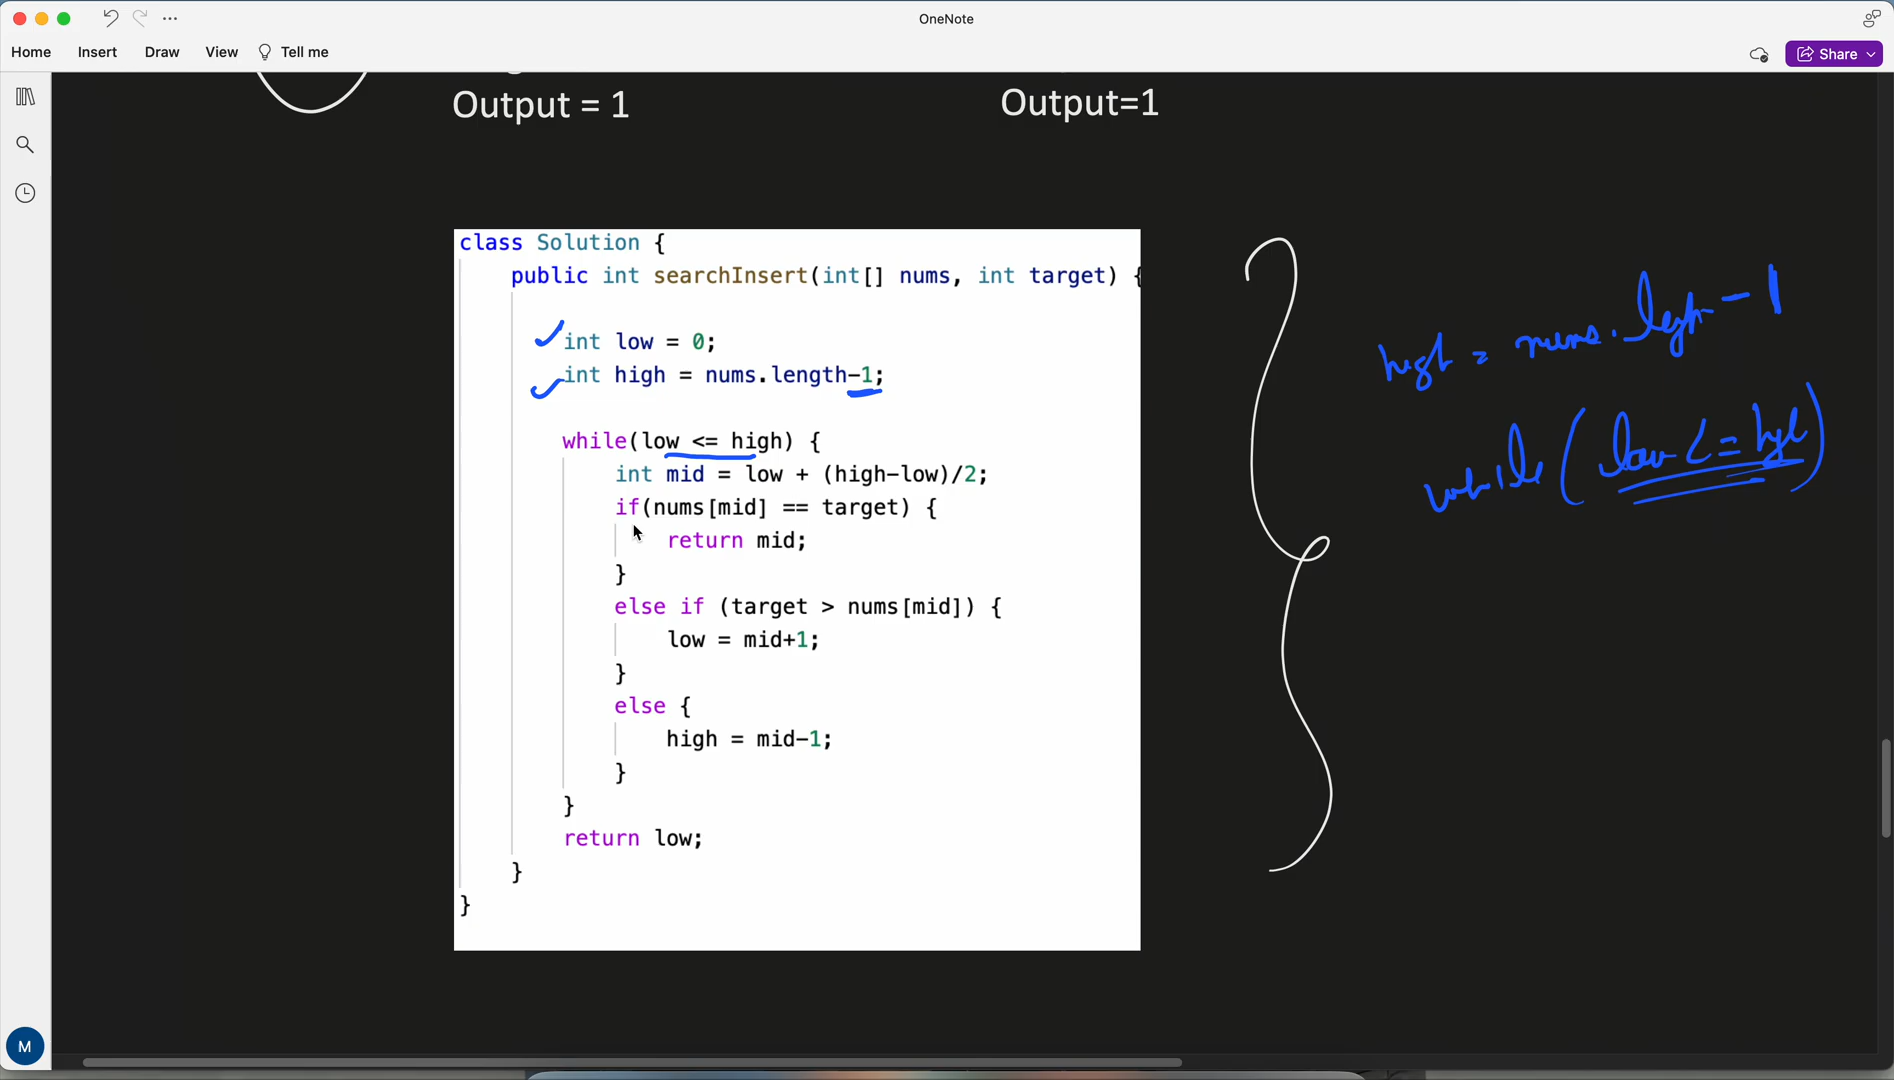 OneNote
Home Insert Draw View Tell me
Share
Output = 1
Output=1
class Solution {
public int searchInsert(int[] nums, int target) {
int low = 0;
int high = nums.length-1;
while(low <= high) {
int mid = low + (high-low)/2;
if(nums[mid] == target) {
return mid;
}
else if (target > nums[mid]) {
low = mid+1;
}
else {
high = mid-1;
}
}
return low;
}
}
high = nums.length-1
while(low <= high)
M